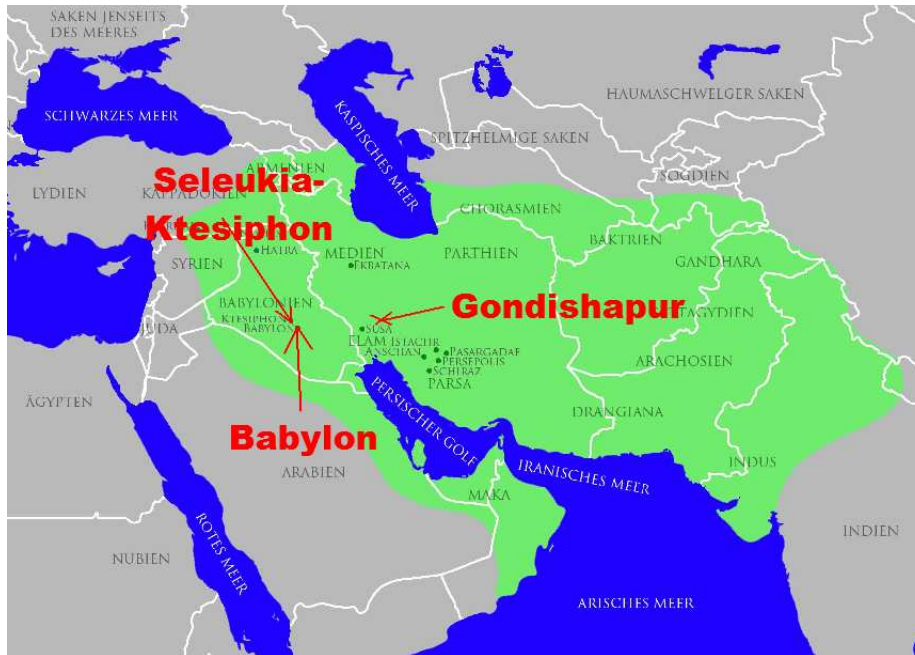 SAKEN JENSEITS
DES MEERES
SCHWARZES MEER
KASPISCHES MEER
HAUMASCHWELGER SAKEN
SPITZHELMIGE SAKEN
SOGDIEN
ARMENIEN
LYDIEN
KAPPADOKIEN
Seleukia-
Ktesiphon
CHORASMIEN
BAKTRIEN
GANDHARA
HATRA
SYRIEN
MEDIEN
EKBATANA
PARTHIEN
BABYLONIEN
Gondishapur
TAGYDIEN
KTESIPHON
BABYLON
SUSA
JUDA
ELAM
ISTACHR
ANSCHAN
PASARGADAE
PERSEPOLIS
SCHIRAZ
PARSA
ARACHOSIEN
ÄGYPTEN
PERSISCHER GOLF
DRANGIANA
Babylon
ARABIEN
IRANISCHES MEER
INDUS
MAKA
ROTES MEER
NUBIEN
INDIEN
ARISCHES MEER